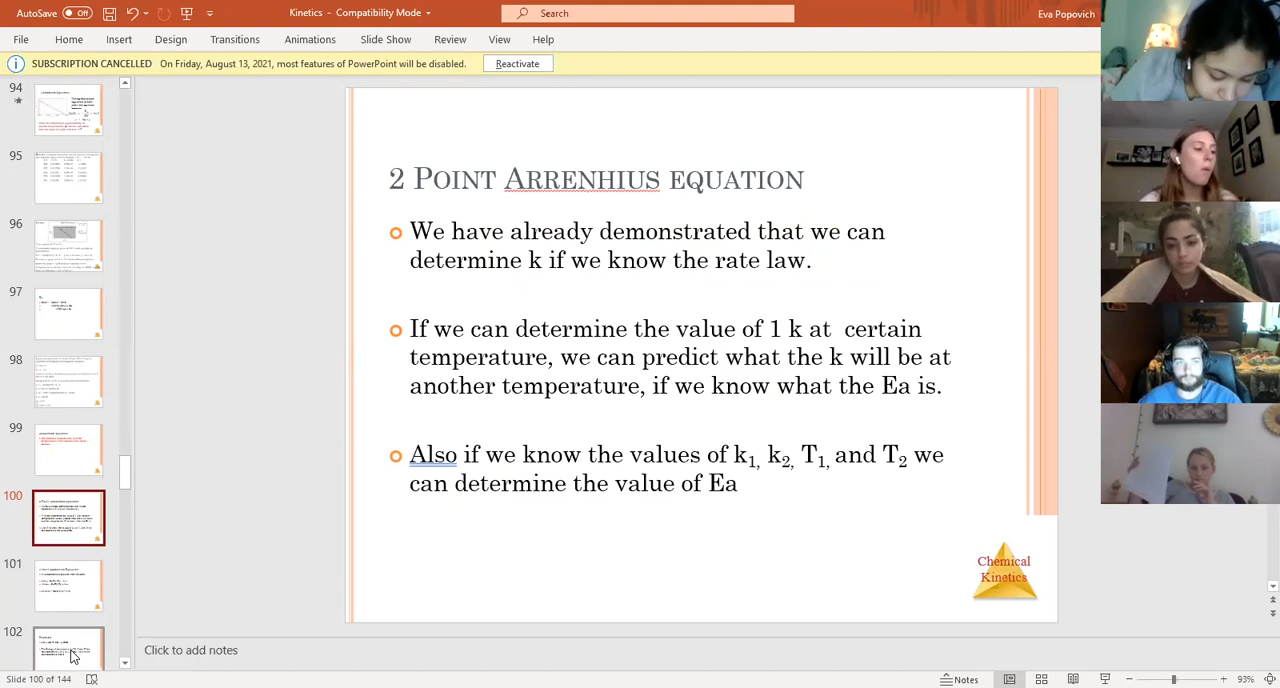 AutoSave Off
Kinetics - Compatibility Mode
Search
Eva Popovich
File Home Insert Design Transitions Animations Slide Show Review View Help
SUBSCRIPTION CANCELLED On Friday, August 13, 2021, most features of PowerPoint will be disabled. Reactivate
94
95
96
97
98
99
100
101
102
2 POINT ARRENHIUS EQUATION
We have already demonstrated that we can
determine k if we know the rate law.
If we can determine the value of 1 k at certain
temperature, we can predict what the k will be at
another temperature, if we know what the Ea is.
Also if we know the values of k1, k2, T1, and T2 we
can determine the value of Ea
Chemical
Kinetics
Click to add notes
Slide 100 of 144
Notes
93%